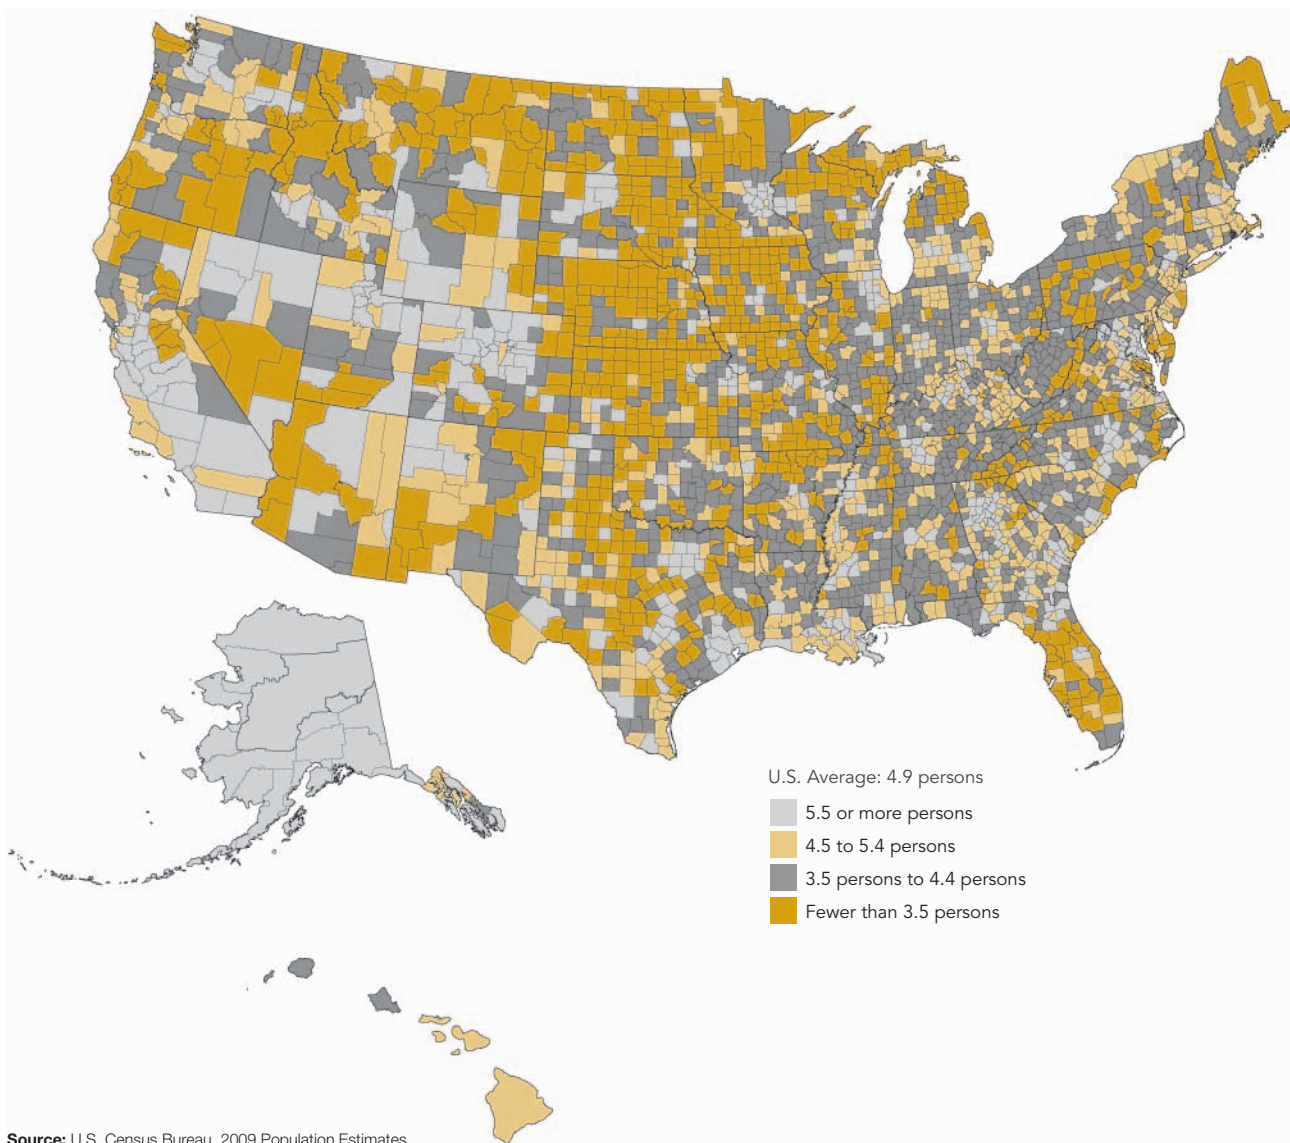 U.S. Average: 4.9 persons
5.5 or more persons
4.5 to 5.4 persons
3.5 persons to 4.4 persons
Fewer than 3.5 persons
Source: U.S. Census Bureau, 2009 Population Estimates